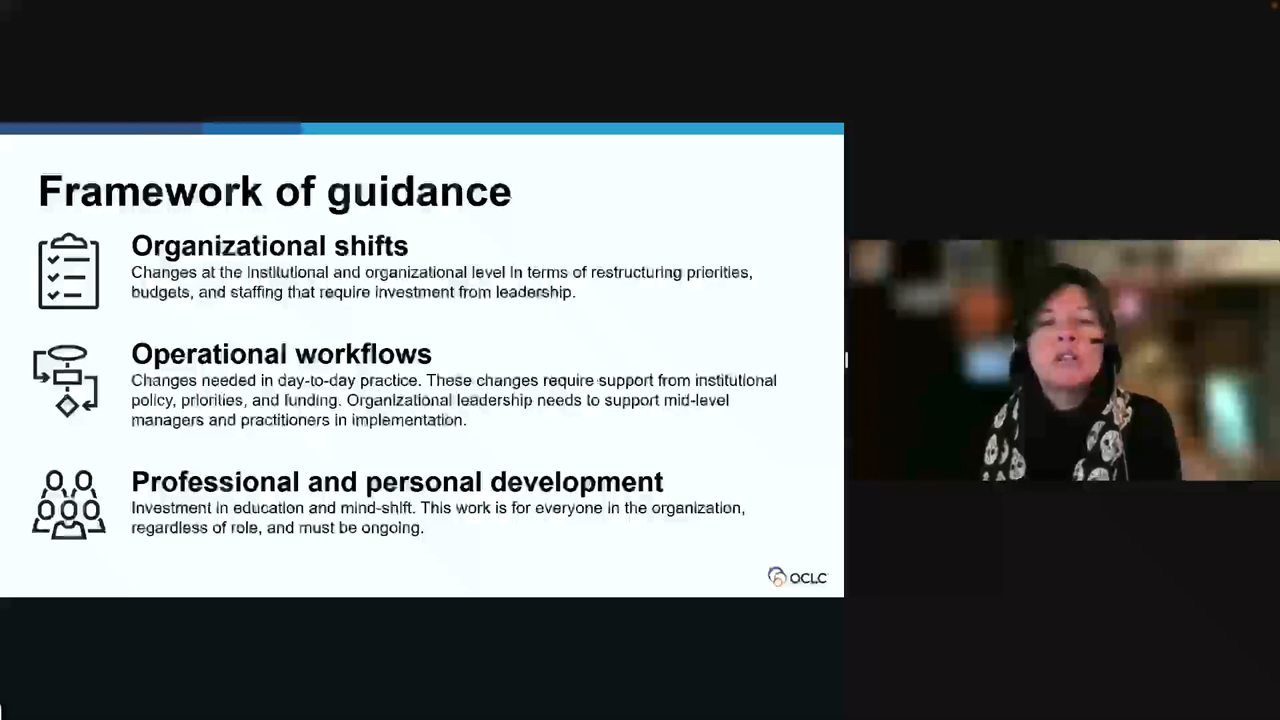 Framework of guidance
Organizational shifts
Changes at the institutional and organizational level in terms of restructuring priorities,
budgets, and staffing that require investment from leadership.
Operational workflows
Changes needed in day-to-day practice. These changes require support from institutional
policy, priorities, and funding. Organizational leadership needs to support mid-level
managers and practitioners in implementation.
Professional and personal development
Investment in education and mind-shift. This work is for everyone in the organization,
regardless of role, and must be ongoing.
OCLC